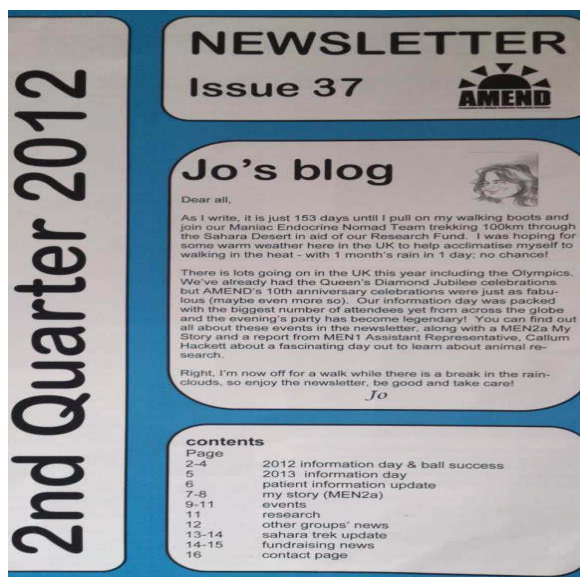 2nd Quarter 2012
NEWSLETTER
Issue 37
AMEND
Jo's blog
Dear all,
As I write, it is just 153 days until I pull on my walking boots and
join our Maniac Endocrine Nomad Team trekking 100km through
the Sahara Desert in aid of our Research Fund. I was hoping for
some warm weather here in the UK to help acclimatise myself to
walking in the heat - with 1 month's rain in 1 day; no chance!
There is lots going on in the UK this year including the Olympics.
We've already had the Queen's Diamond Jubilee celebrations
but AMEND's 10th anniversary celebrations were just as fabu-
lous (maybe even more so). Our information day was packed
with the biggest number of attendees yet from across the globe
and the evening's party has become legendary! You can find out
all about these events in the newsletter, along with a MEN2a My
Story and a report from MEN1 Assistant Representative, Callum
Hackett about a fascinating day out to learn about animal re-
search.
Right, I'm now off for a walk while there is a break in the rain-
clouds, so enjoy the newsletter, be good and take care!
Jo
contents
Page
2-4 2012 information day & ball success
5 2013 information day
6 patient information update
7-8 my story (MEN2a)
9-11 events
11 research
12 other groups' news
13-14 sahara trek update
14-15 fundraising news
16 contact page